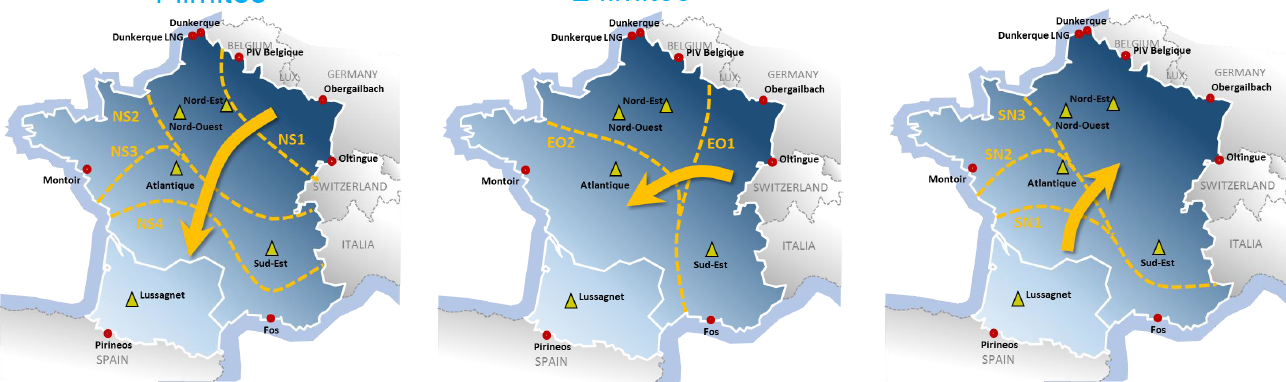 limites
limites
Dunkerque
Dunkerque LNG
BELGIUM
PIV Belgique
LUX
GERMANY
Obergailbach
Nord-Est
NS2
Nord-Ouest
NS1
NS3
Oltingue
Montoir
Atlantique
SWITZERLAND
NS4
ITALIA
Sud-Est
Lussagnet
Fos
Pirineos
SPAIN
Dunkerque
Dunkerque LNG
BELGIUM
PIV Belgique
LUX
GERMANY
Obergailbach
Nord-Est
Nord-Ouest
EO2
EO1
Oltingue
Montoir
Atlantique
SWITZERLAND
ITALIA
Sud-Est
Lussagnet
Fos
Pirineos
SPAIN
Dunkerque
Dunkerque LNG
BELGIUM
PIV Belgique
LUX
GERMANY
Obergailbach
Nord-Est
SN3
Nord-Ouest
SN2
Oltingue
Montoir
Atlantique
SWITZERLAND
SN1
ITALIA
Sud-Est
Lussagnet
Fos
Pirineos
SPAIN